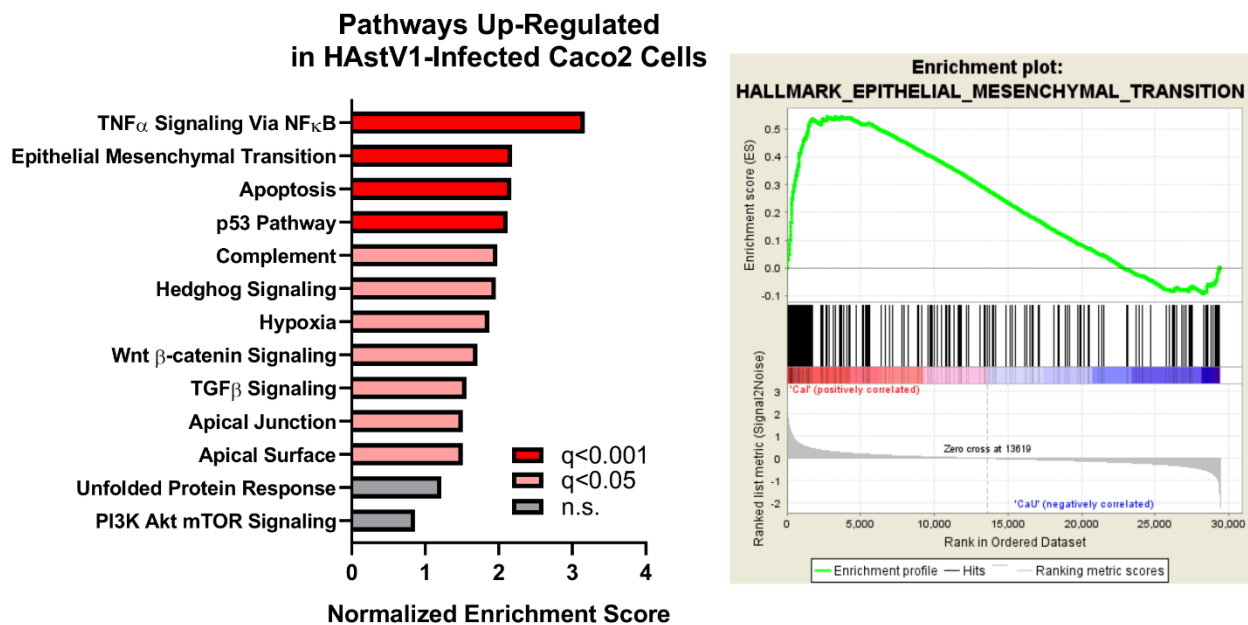 Pathways Up-Regulated
in HAstV1-Infected Caco2 Cells
TNFα Signaling Via NFκB
Epithelial Mesenchymal Transition
Apoptosis
p53 Pathway
Complement
Hedghog Signaling
Hypoxia
Wnt β-catenin Signaling
TGFβ Signaling
Apical Junction
Apical Surface
Unfolded Protein Response
PI3K Akt mTOR Signaling
q<0.001
q<0.05
n.s.
0 1 2 3 4
Normalized Enrichment Score
Enrichment plot:
HALLMARK_EPITHELIAL_MESENCHYMAL_TRANSITION
Enrichment score (ES)
0.5
0.4
0.3
0.2
0.1
0.0
-0.1
'CaI' (positively correlated)
Ranked list metric (Signal2Noise)
3
2
1
0
-1
-2
Zero cross at 13619
'CaU' (negatively correlated)
0 5,000 10,000 15,000 20,000 25,000 30,000
Rank in Ordered Dataset
Enrichment profile Hits Ranking metric scores